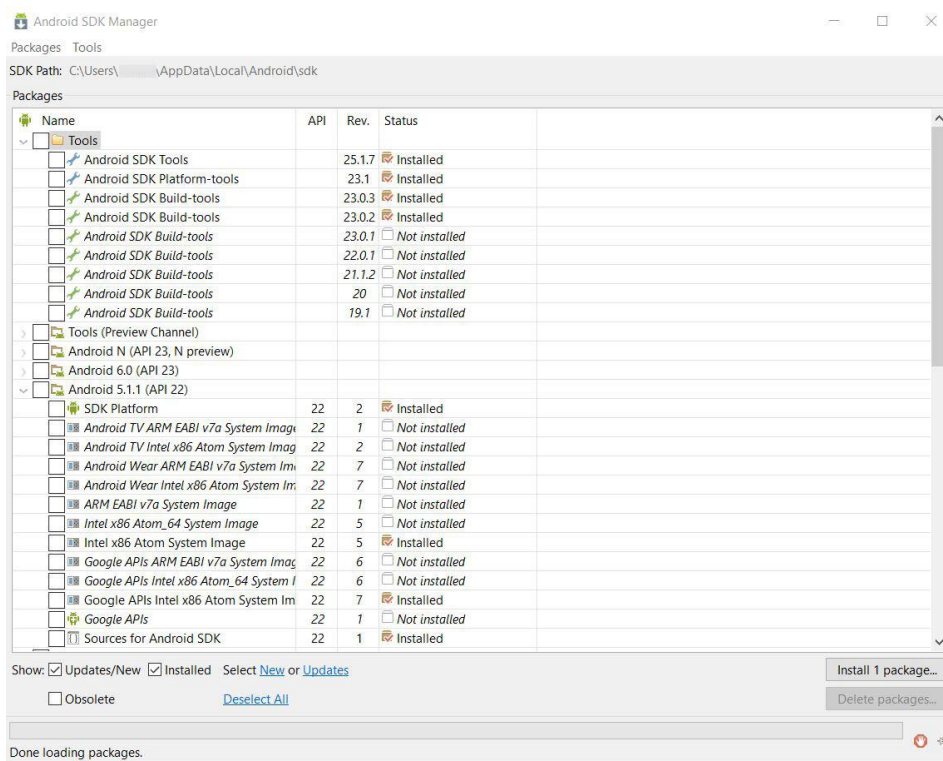 Android SDK Manager
Packages Tools
SDK Path: C:\Users\ \AppData\Local\Android\sdk
Packages
Name API Rev. Status
Tools
Android SDK Tools 25.1.7 Installed
Android SDK Platform-tools 23.1 Installed
Android SDK Build-tools 23.0.3 Installed
Android SDK Build-tools 23.0.2 Installed
Android SDK Build-tools 23.0.1 Not installed
Android SDK Build-tools 22.0.1 Not installed
Android SDK Build-tools 21.1.2 Not installed
Android SDK Build-tools 20 Not installed
Android SDK Build-tools 19.1 Not installed
Tools (Preview Channel)
Android N (API 23, N preview)
Android 6.0 (API 23)
Android 5.1.1 (API 22)
SDK Platform 22 2 Installed
Android TV ARM EABI v7a System Image 22 1 Not installed
Android TV Intel x86 Atom System Imag 22 2 Not installed
Android Wear ARM EABI v7a System Im 22 7 Not installed
Android Wear Intel x86 Atom System Im 22 7 Not installed
ARM EABI v7a System Image 22 1 Not installed
Intel x86 Atom_64 System Image 22 5 Not installed
Intel x86 Atom System Image 22 5 Installed
Google APIs ARM EABI v7a System Imag 22 6 Not installed
Google APIs Intel x86 Atom_64 System I 22 6 Not installed
Google APIs Intel x86 Atom System Im 22 7 Installed
Google APIs 22 1 Not installed
Sources for Android SDK 22 1 Installed
Show: Updates/New Installed Select New or Updates Install 1 package...
Obsolete Deselect All Delete packages...
Done loading packages.